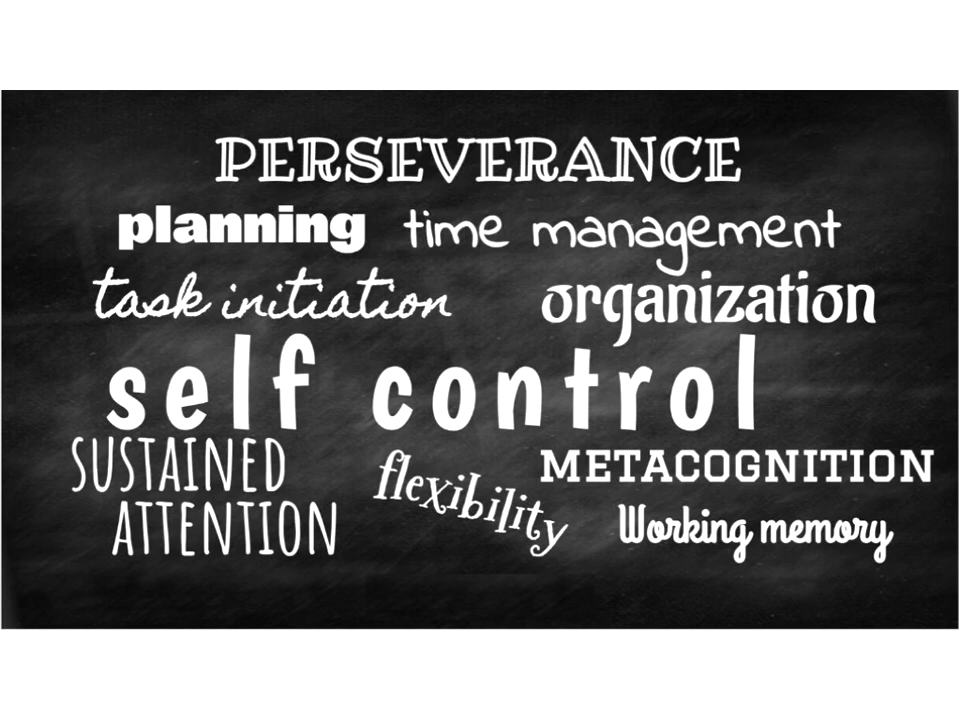 PERSEVERANCE
planning time management
task initiation organization
self control
SUSTAINED
ATTENTION
flexibility
METACOGNITION
Working memory